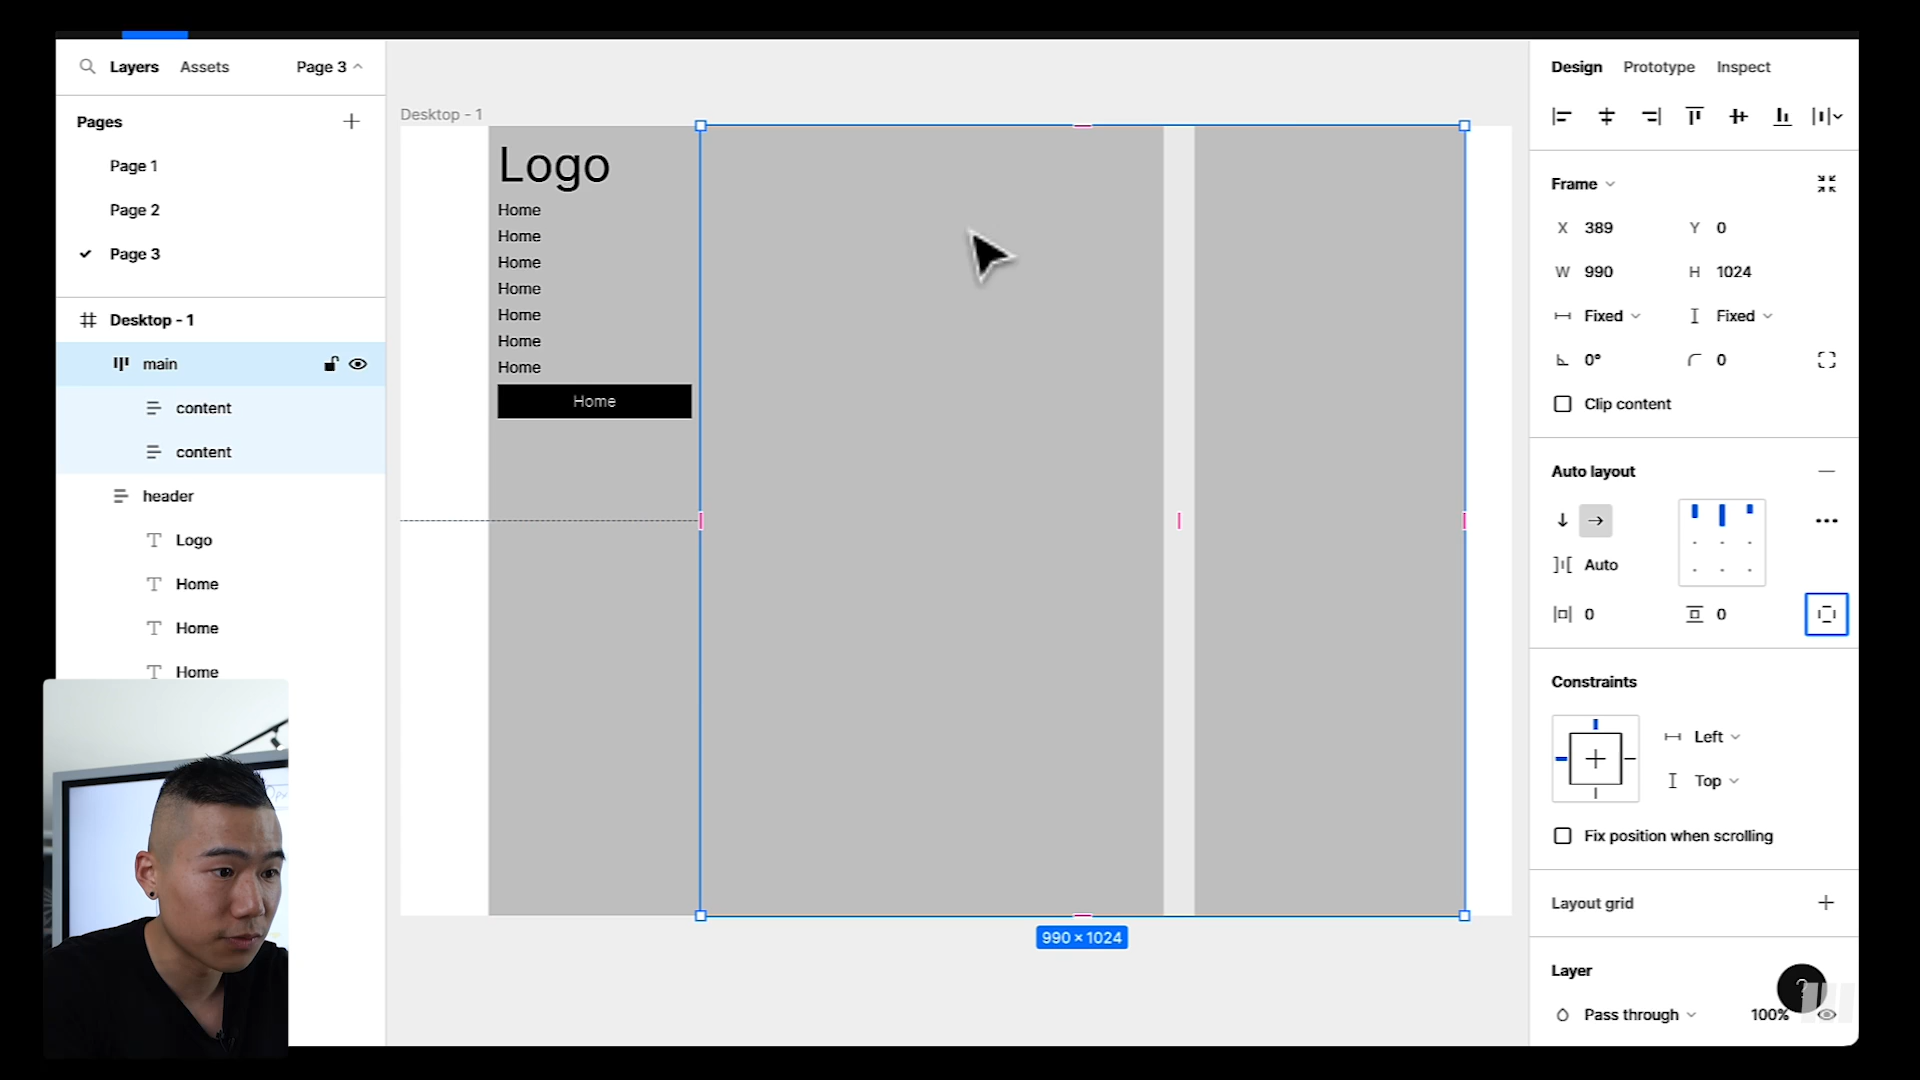 Layers Assets Page 3
Pages
Page 1
Page 2
Page 3
Desktop - 1
main
content
content
header
Logo
Home
Home
Home
Desktop - 1
Logo
Home
Home
Home
Home
Home
Home
Home
Home
990 × 1024
Design Prototype Inspect
Frame
X 389 Y 0
W 990 H 1024
Fixed Fixed
0° 0
Clip content
Auto layout
Auto
0 0
Constraints
Left
Top
Fix position when scrolling
Layout grid
Layer
?
Pass through 100%